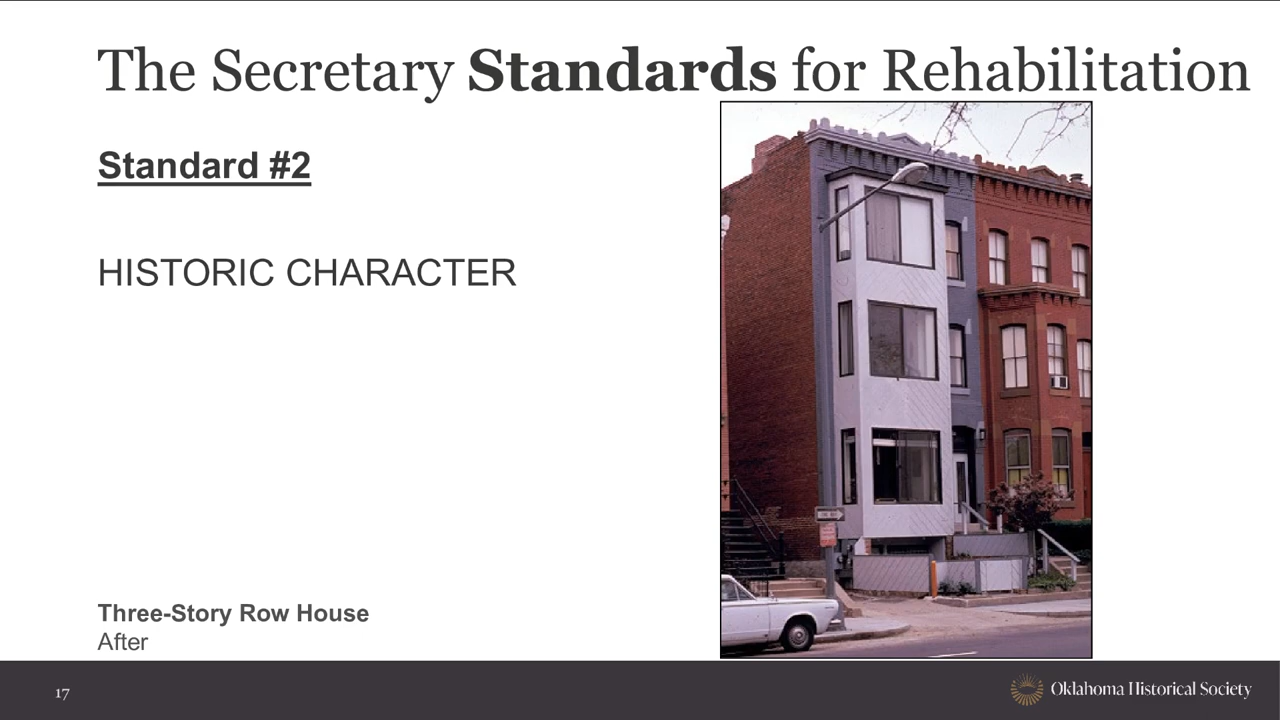 The Secretary Standards for Rehabilitation
Standard #2
HISTORIC CHARACTER
Three-Story Row House
After
17
Oklahoma Historical Society